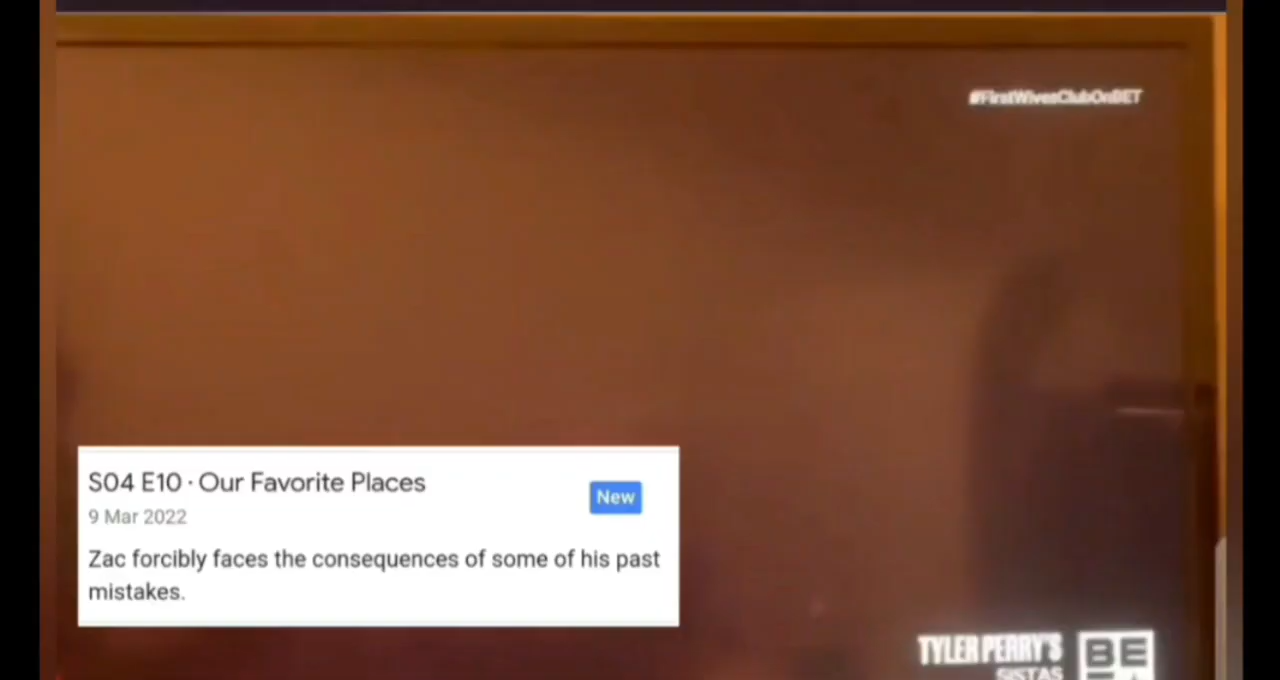 #FirstWivesClubOnBET
S04 E10 · Our Favorite Places
New
9 Mar 2022
Zac forcibly faces the consequences of some of his past
mistakes.
TYLER PERRY'S
SISTAS
BE